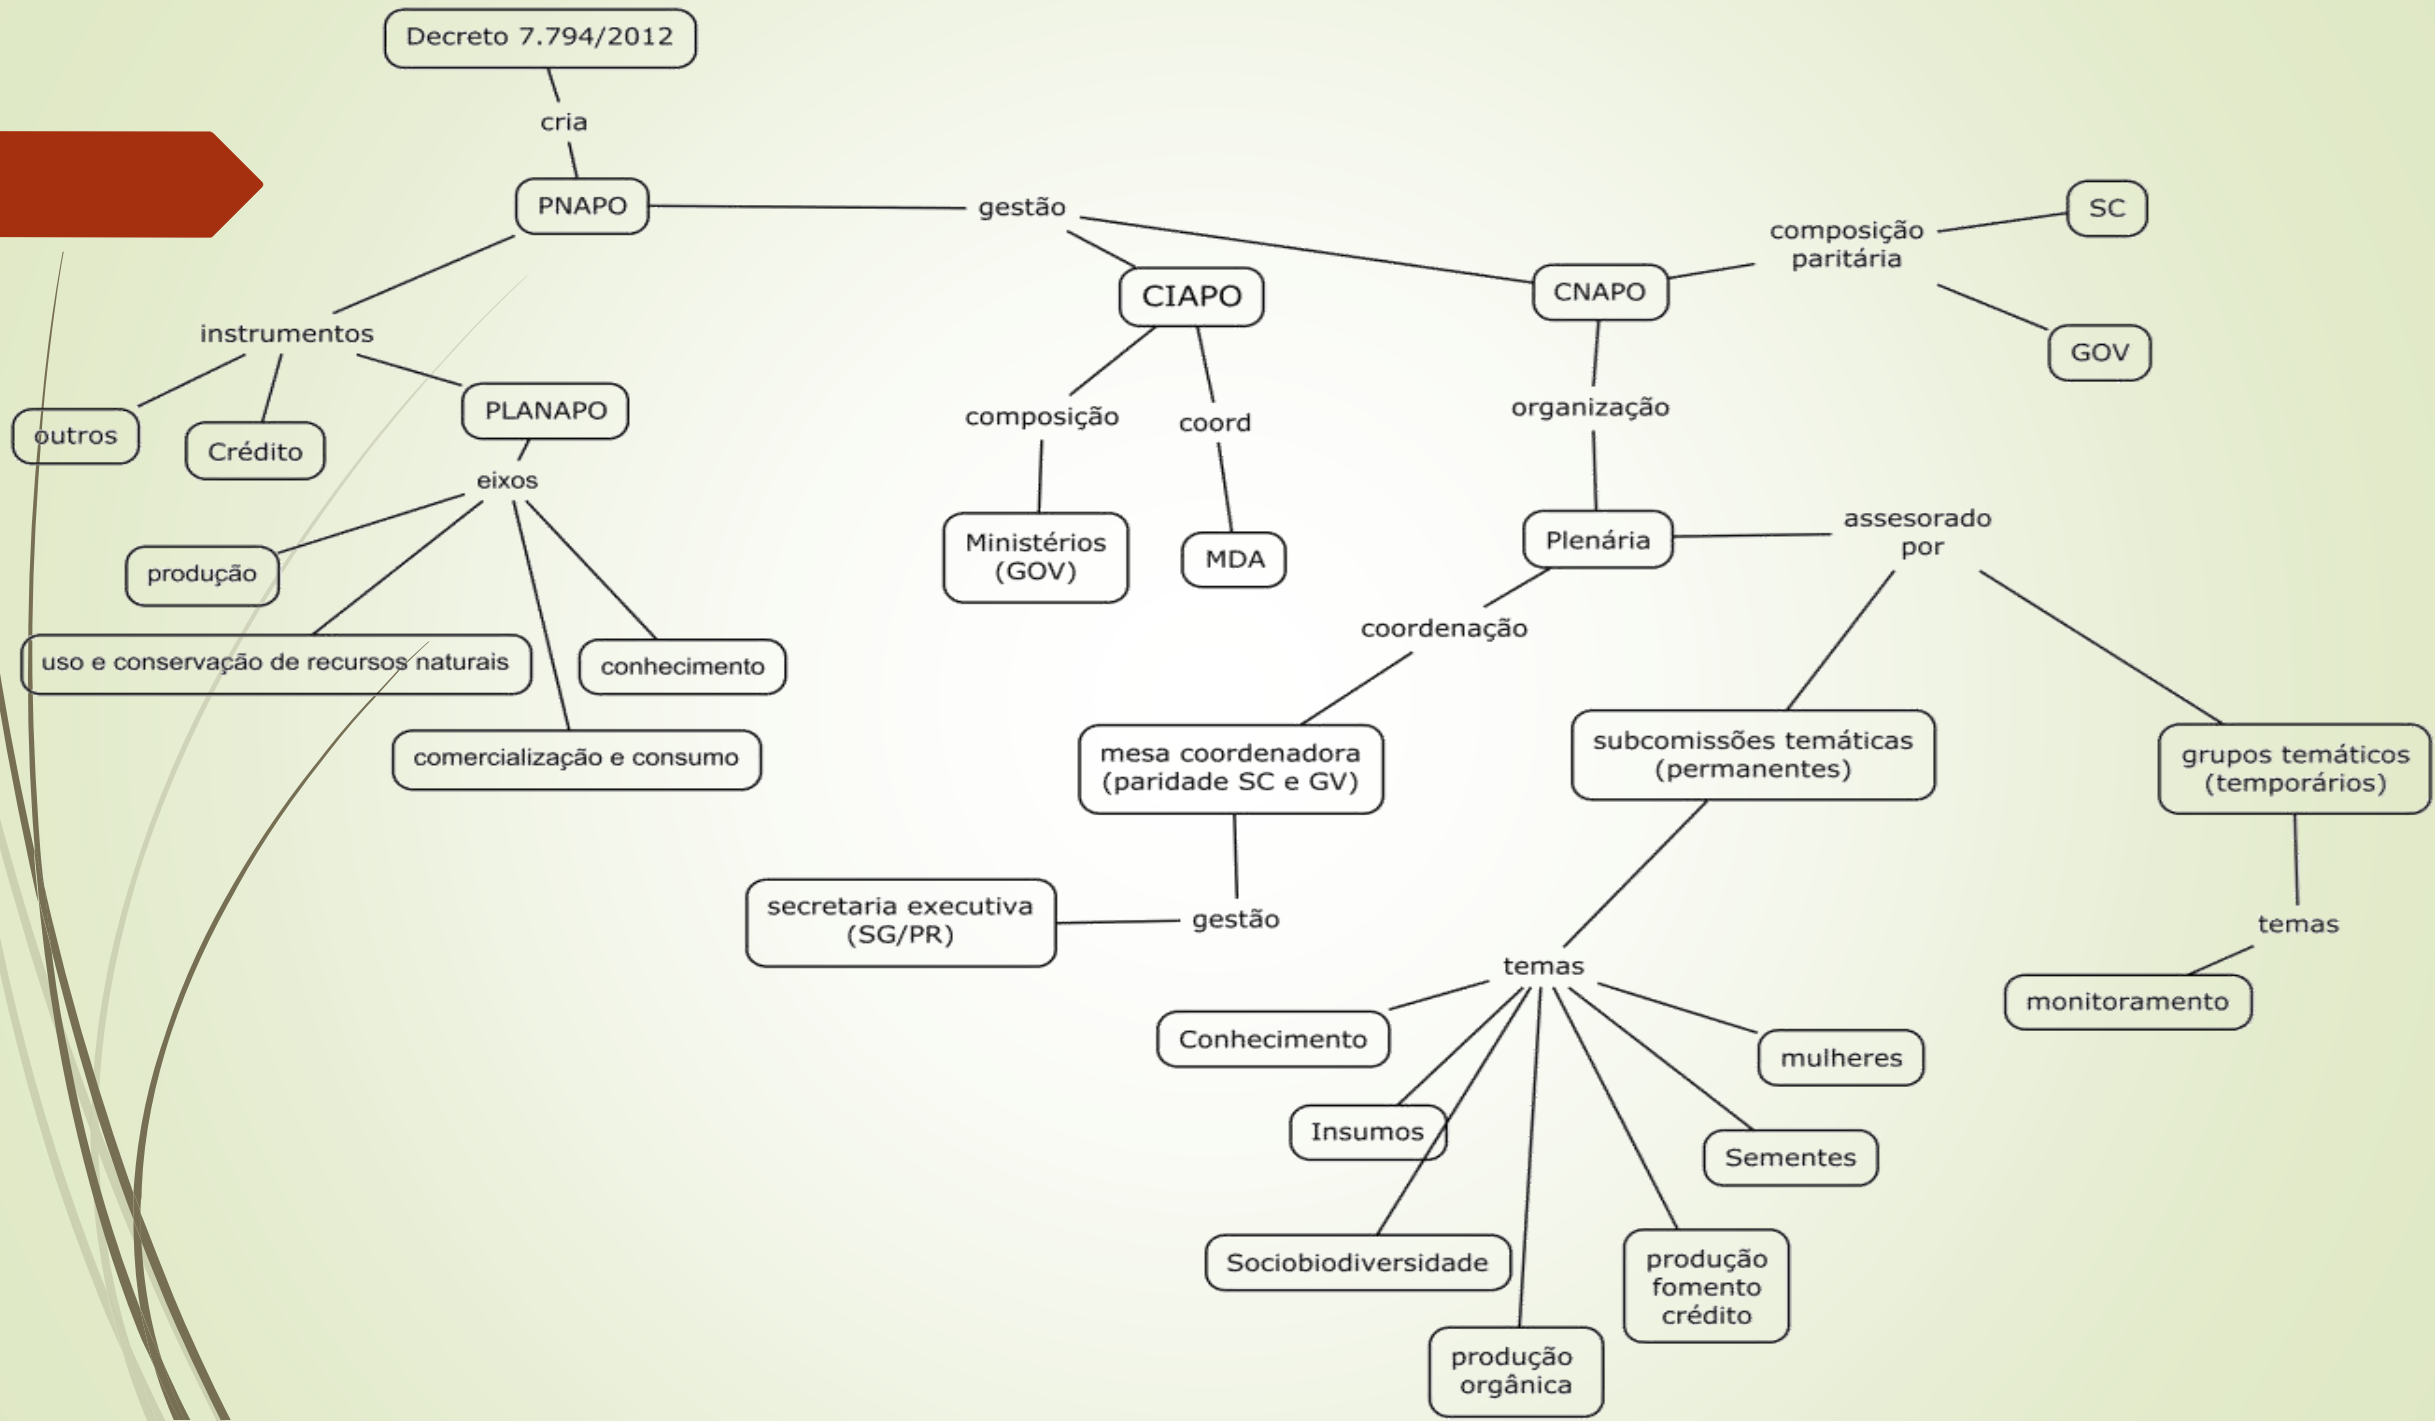 Decreto 7.794/2012
cria
PNAPO
gestão
composição
paritária
SC
GOV
CIAPO
CNAPO
instrumentos
outros
Crédito
PLANAPO
eixos
produção
uso e conservação de recursos naturais
conhecimento
comercialização e consumo
composição
coord
Ministérios
(GOV)
MDA
organização
Plenária
assesorado
por
coordenação
mesa coordenadora
(paridade SC e GV)
gestão
secretaria executiva
(SG/PR)
subcomissões temáticas
(permanentes)
grupos temáticos
(temporários)
temas
monitoramento
temas
Conhecimento
mulheres
Insumos
Sementes
Sociobiodiversidade
produção
fomento
crédito
produção
orgânica